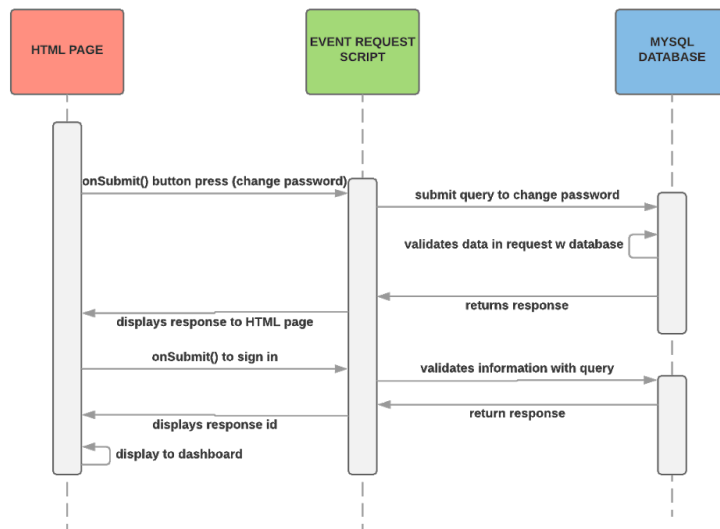 HTML PAGE
EVENT REQUEST
SCRIPT
MYSQL
DATABASE
onSubmit() button press (change password)
submit query to change password
validates data in request w database
returns response
displays response to HTML page
onSubmit() to sign in
validates information with query
return response
displays response id
display to dashboard